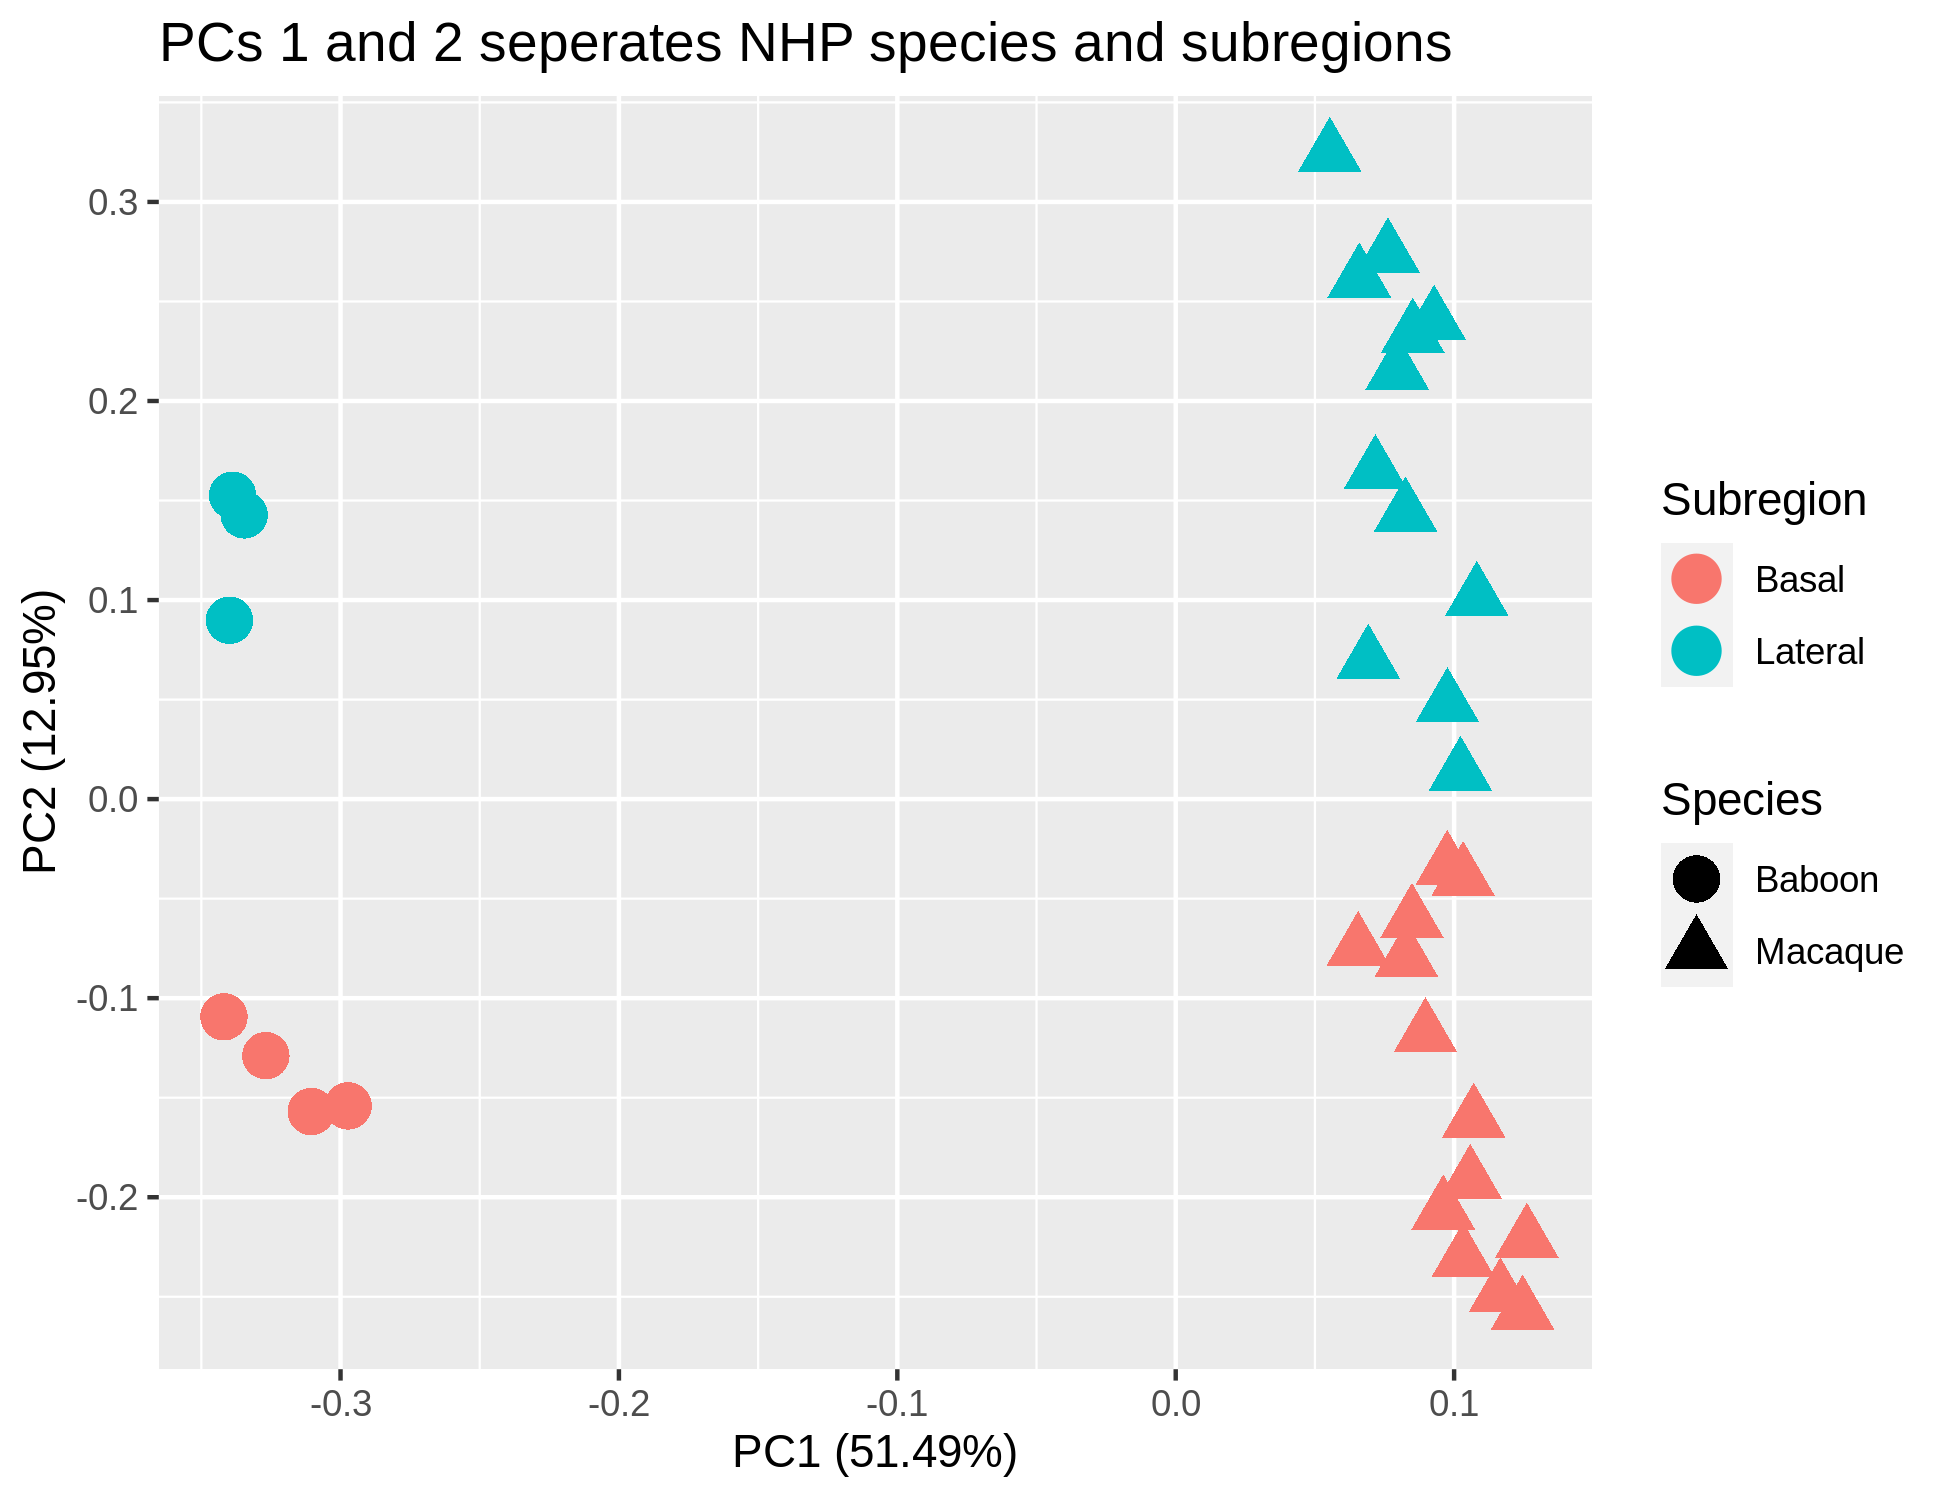 PCs 1 and 2 seperates NHP species and subregions
0.3
0.2
0.1
0.0
-0.1
-0.2
PC2 (12.95%)
-0.3
-0.2
-0.1
0.0
0.1
PC1 (51.49%)
Subregion
Basal
Lateral
Species
Baboon
Macaque